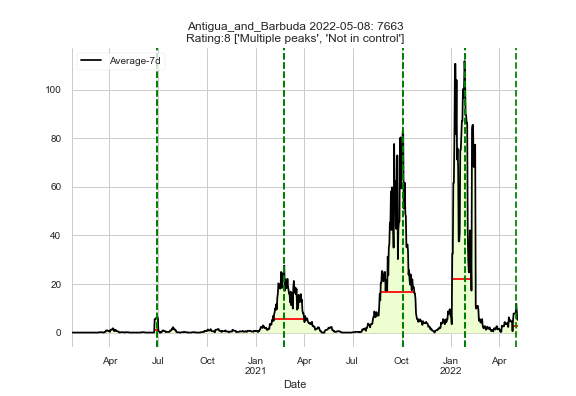 Antigua_and_Barbuda 2022-05-08: 7663
Rating:8 ['Multiple peaks', 'Not in control']
Average-7d
100
80
60
40
20
0
Apr Jul Oct Jan Apr Jul Oct Jan Apr
2021 2022
Date